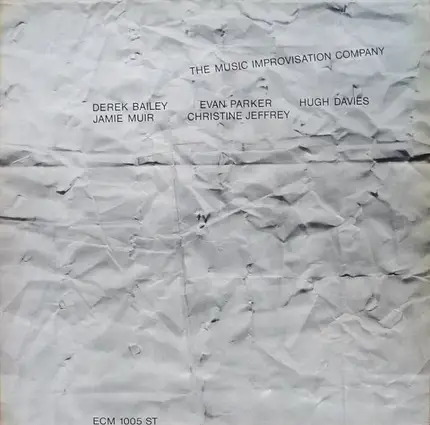 THE MUSIC IMPROVISATION COMPANY
DEREK BAILEY EVAN PARKER HUGH DAVIES
JAMIE MUIR CHRISTINE JEFFREY
ECM 1005 ST